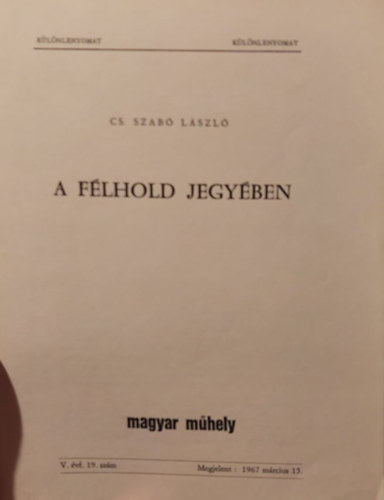 KÜLÖNLENYOMAT KÜLÖNLENYOMAT
CS. SZABÓ LÁSZLÓ
A FÉLHOLD JEGYÉBEN
magyar műhely
V. évf. 19. szám Megjelent : 1967 március 15.